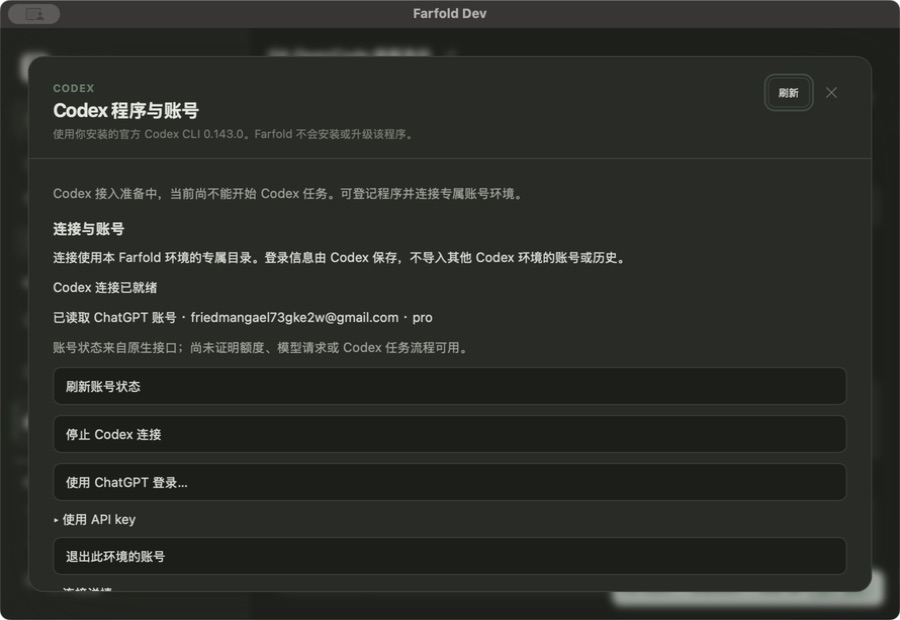 Farfold Dev
CODEX
Codex 程序与账号
刷新
使用你安装的官方 Codex CLI 0.143.0。Farfold 不会安装或升级该程序。
Codex 接入准备中，当前尚不能开始 Codex 任务。可登记程序并连接专属账号环境。
连接与账号
连接使用本 Farfold 环境的专属目录。登录信息由 Codex 保存，不导入其他 Codex 环境的账号或历史。
Codex 连接已就绪
已读取 ChatGPT 账号 · friedmangael73gke2w@gmail.com · pro
账号状态来自原生接口；尚未证明额度、模型请求或 Codex 任务流程可用。
刷新账号状态
停止 Codex 连接
使用 ChatGPT 登录...
使用 API key
退出此环境的账号